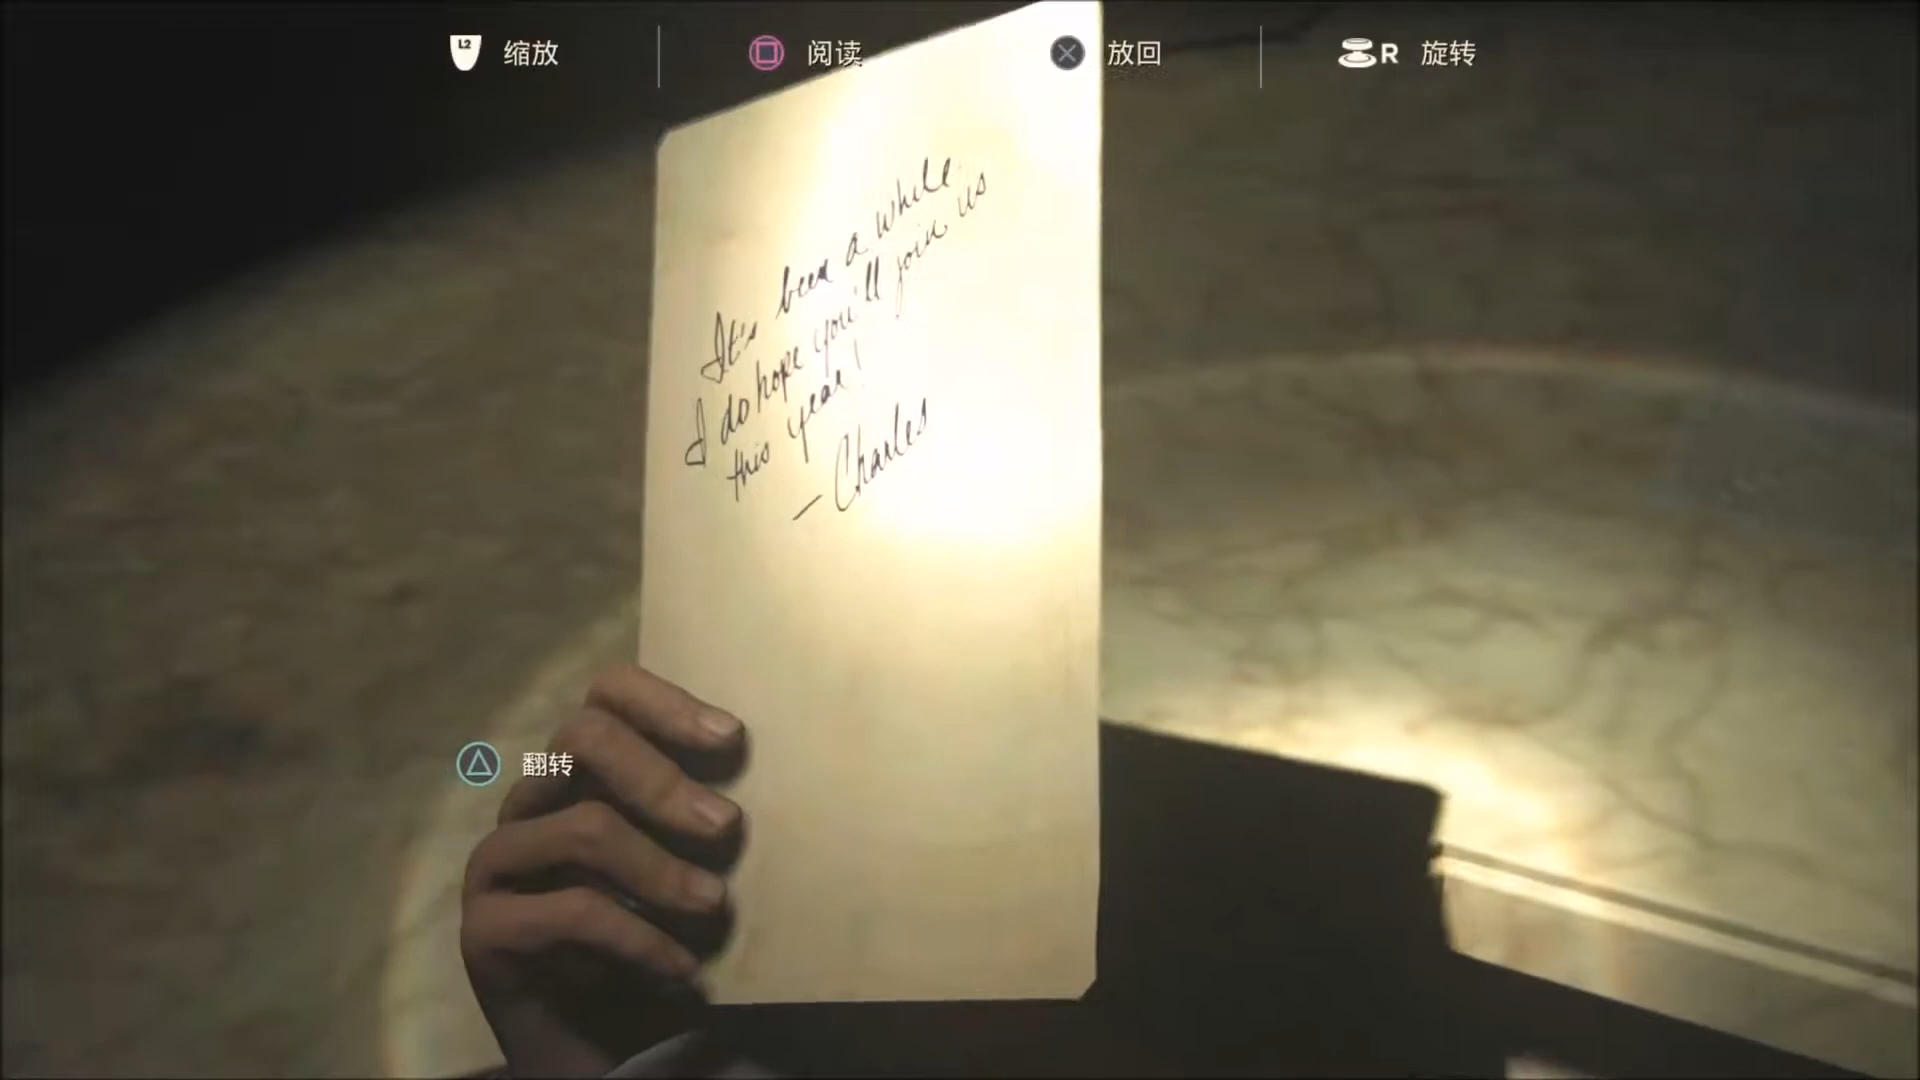 L2 缩放
阅读
放回
R 旋转
It's been a while
I do hope you'll join us
this year!
– Charles
翻转